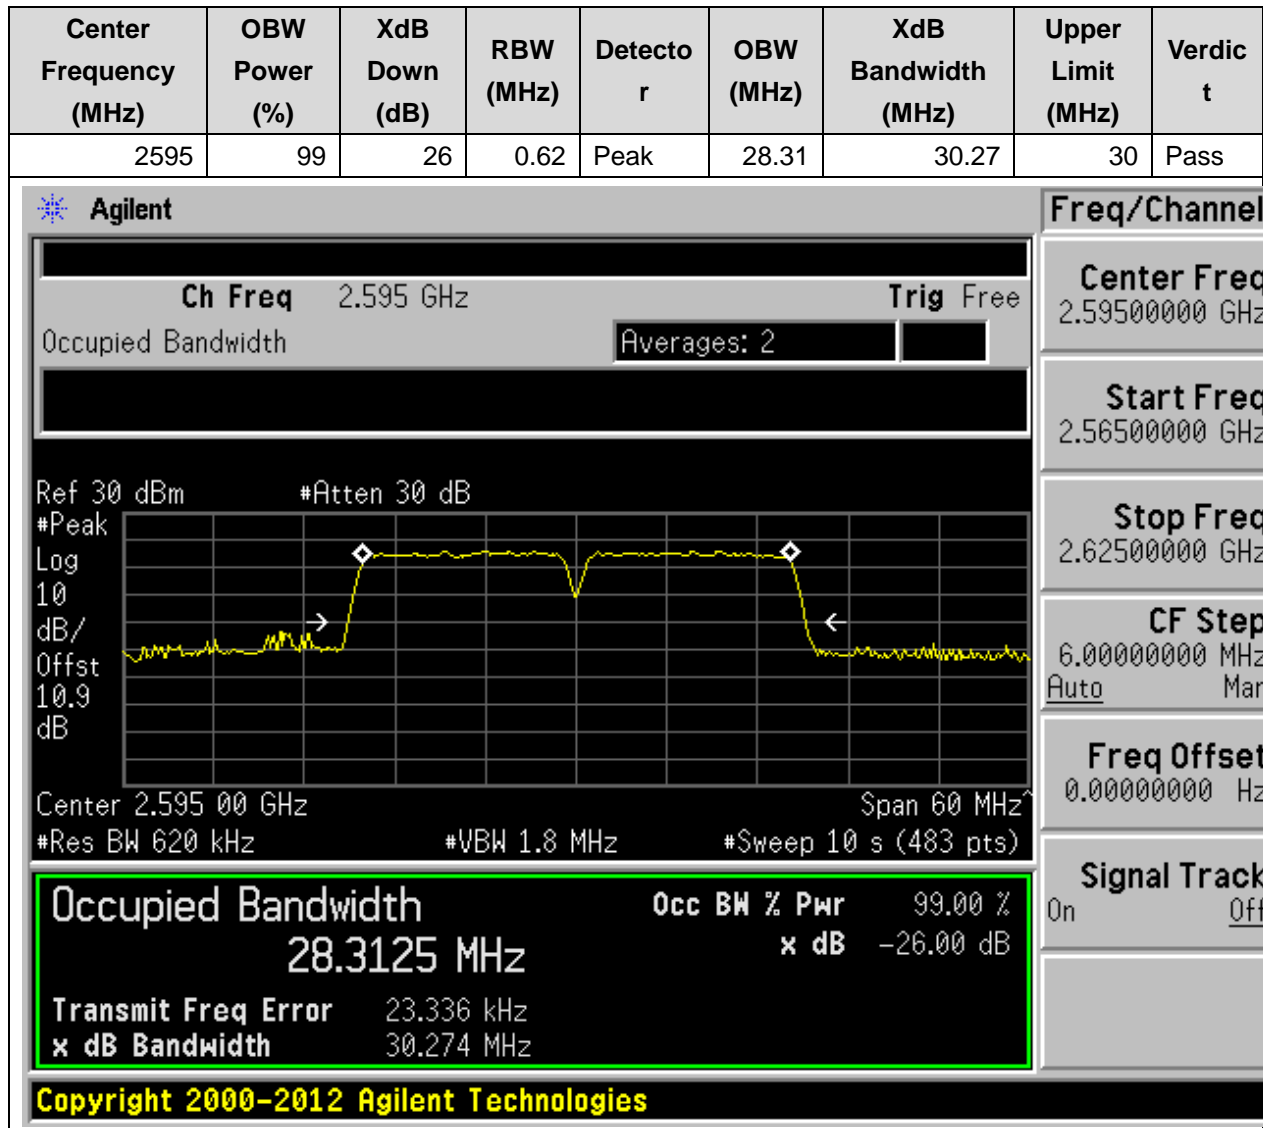 Center Frequency (MHz) OBW Power (%) XdB Down (dB) RBW (MHz) Detecto r OBW (MHz) XdB Bandwidth (MHz) Upper Limit (MHz) Verdic t
2595 99 26 0.62 Peak 28.31 30.27 30 Pass
Agilent
Freq/Channel
Ch Freq 2.595 GHz Trig Free
Occupied Bandwidth Averages: 2
Ref 30 dBm #Atten 30 dB
#Peak
Log
10
dB/
Offst
10.9
dB
Center 2.595 00 GHz Span 60 MHz^
#Res BW 620 kHz #VBW 1.8 MHz #Sweep 10 s (483 pts)
Occupied Bandwidth Occ BW % Pwr 99.00 %
28.3125 MHz x dB -26.00 dB
Transmit Freq Error 23.336 kHz
x dB Bandwidth 30.274 MHz
Center Freq
2.59500000 GHz
Start Freq
2.56500000 GHz
Stop Freq
2.62500000 GHz
CF Step
6.00000000 MHz
Auto Man
Freq Offset
0.00000000 Hz
Signal Track
On Off
Copyright 2000-2012 Agilent Technologies